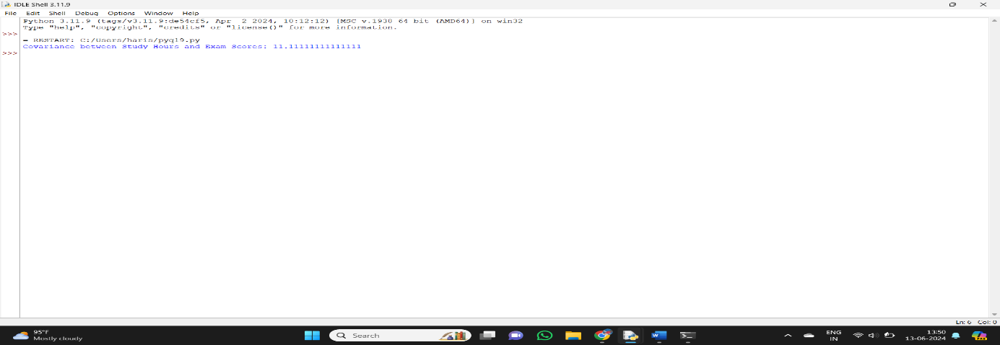 IDLE Shell 3.11.9
File Edit Shell Debug Options Window Help
Python 3.11.9 (tags/v3.11.9:de54cf5, Apr 2 2024, 10:12:12) [MSC v.1938 64 bit (AMD64)] on win32
Type "help", "copyright", "credits" or "license()" for more information.
>>>
= RESTART: C:/Users/haris/pyq19.py
Covariance between Study Hours and Exam Scores: 11.11111111111111
>>>
Ln: 6 Col: 0
95°F
Mostly cloudy
Search
ENG
IN
13:50
13-06-2024